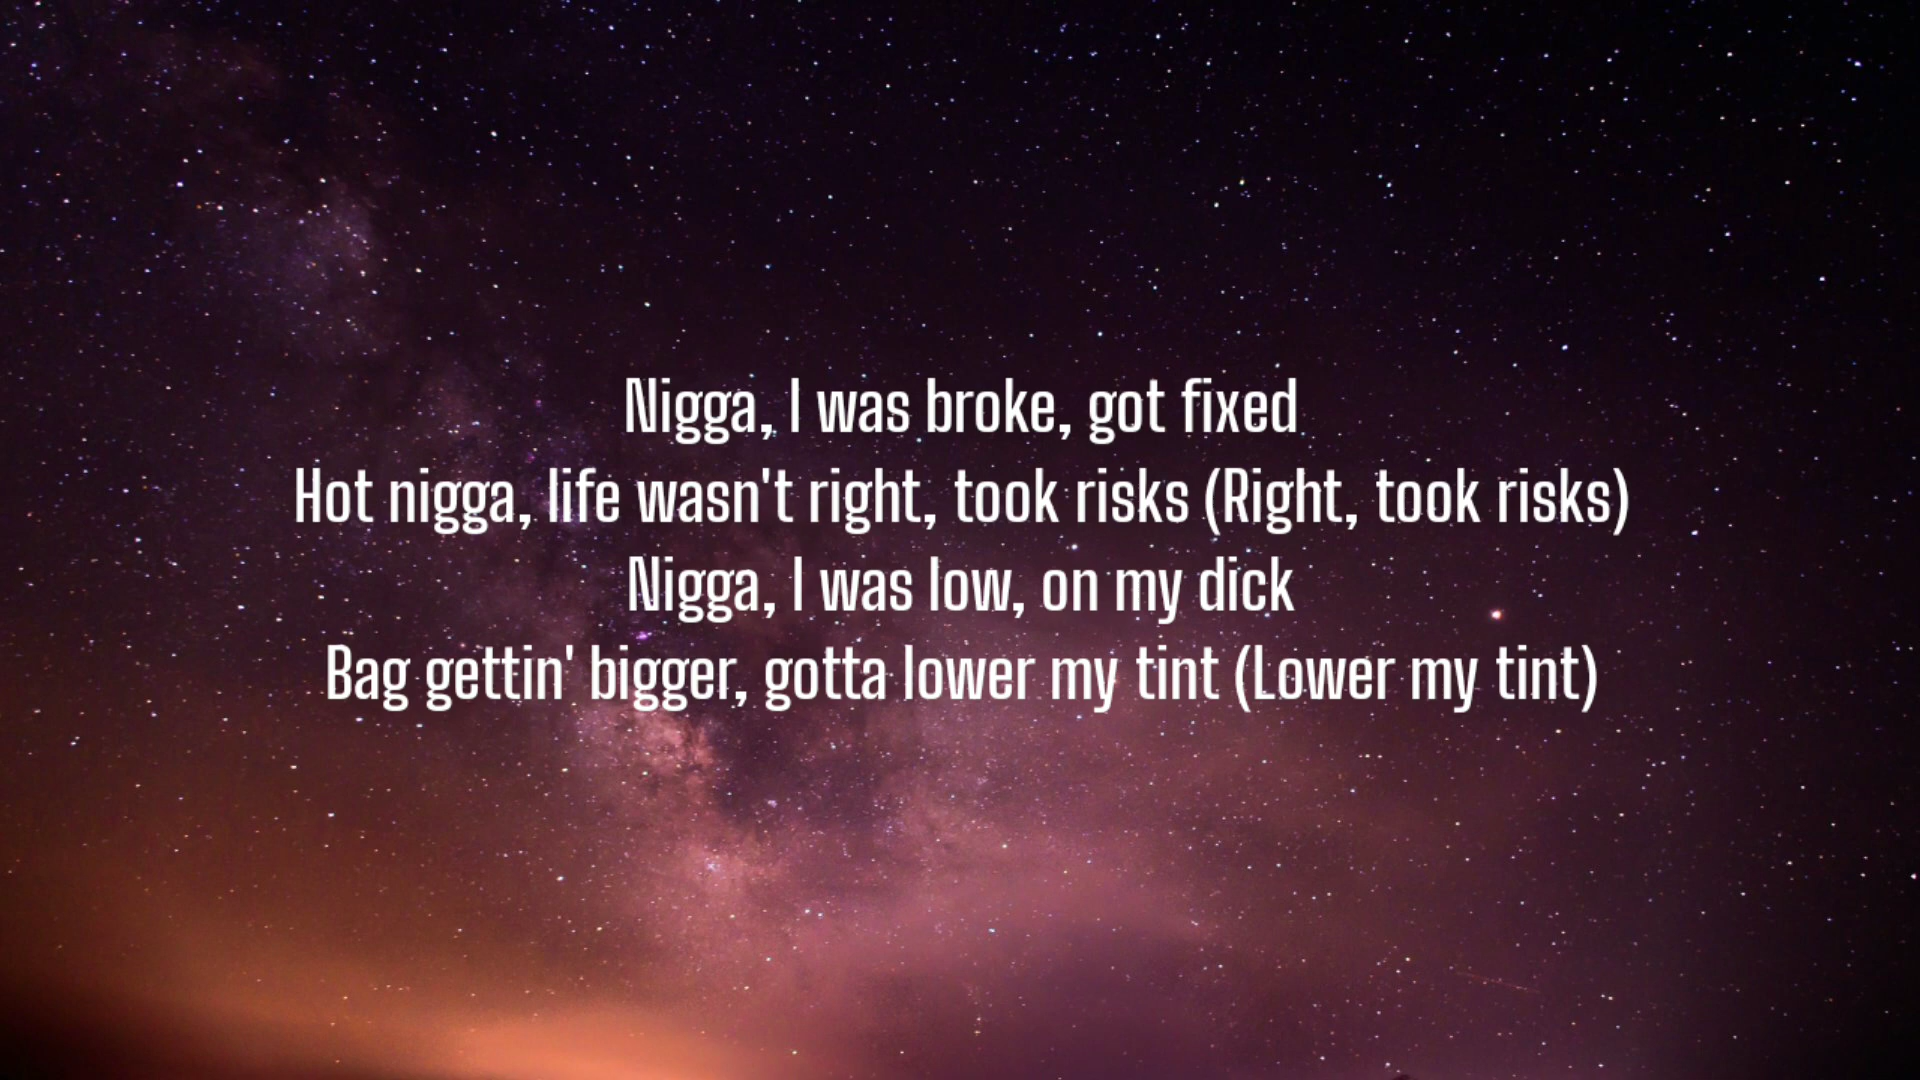 Nigga, I was broke, got fixed
Hot nigga, life wasn't right, took risks (Right, took risks)
Nigga, I was low, on my dick
Bag gettin' bigger, gotta lower my tint (Lower my tint)